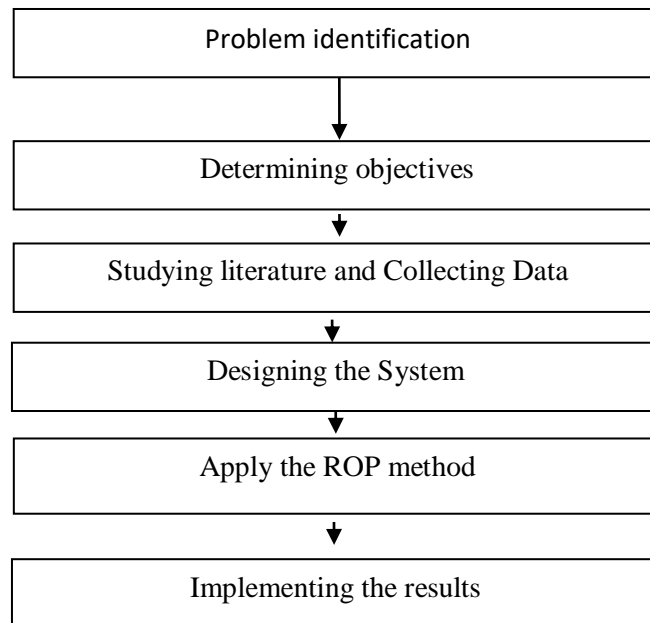 Problem identification
Determining objectives
Studying literature and Collecting Data
Designing the System
Apply the ROP method
Implementing the results